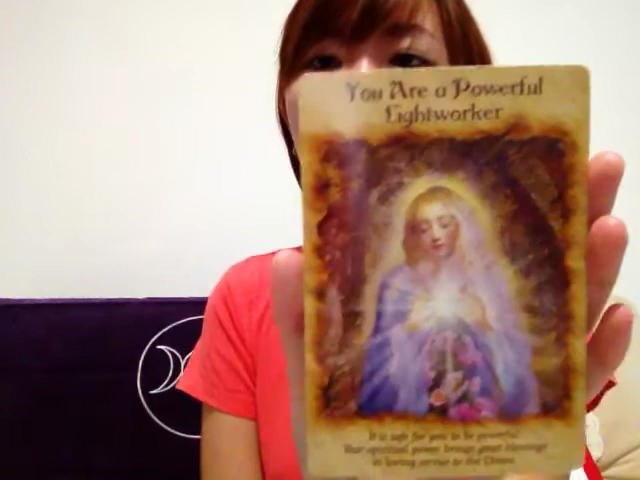 You Are a Powerful
Lightworker
It is safe for you to be powerful.
Your spiritual power brings great blessings
in loving service to the Divine.